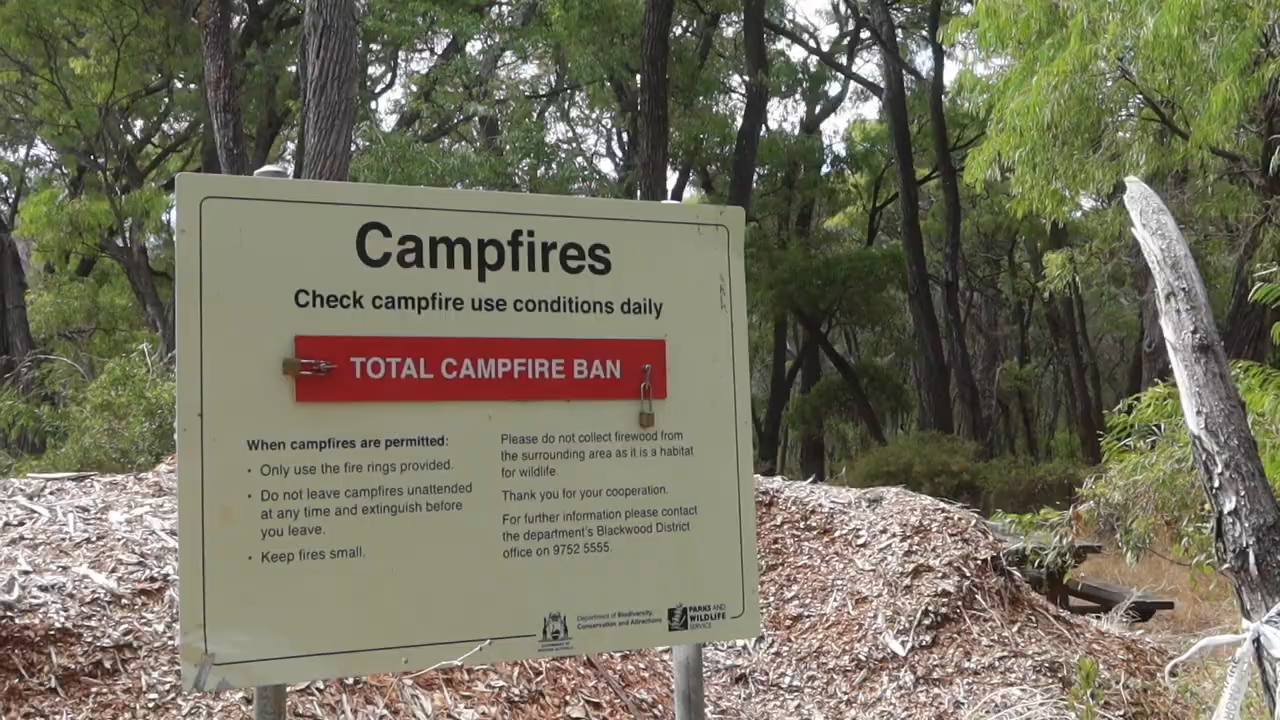 Campfires
Check campfire use conditions daily
TOTAL CAMPFIRE BAN
When campfires are permitted:
• Only use the fire rings provided.
• Do not leave campfires unattended
at any time and extinguish before
you leave.
• Keep fires small.
Please do not collect firewood from
the surrounding area as it is a habitat
for wildlife.
Thank you for your cooperation.
For further information please contact
the department's Blackwood District
office on 9752 5555.
Department of Biodiversity,
Conservation and Attractions
GOVERNMENT OF
WESTERN AUSTRALIA
PARKS AND
WILDLIFE
SERVICE